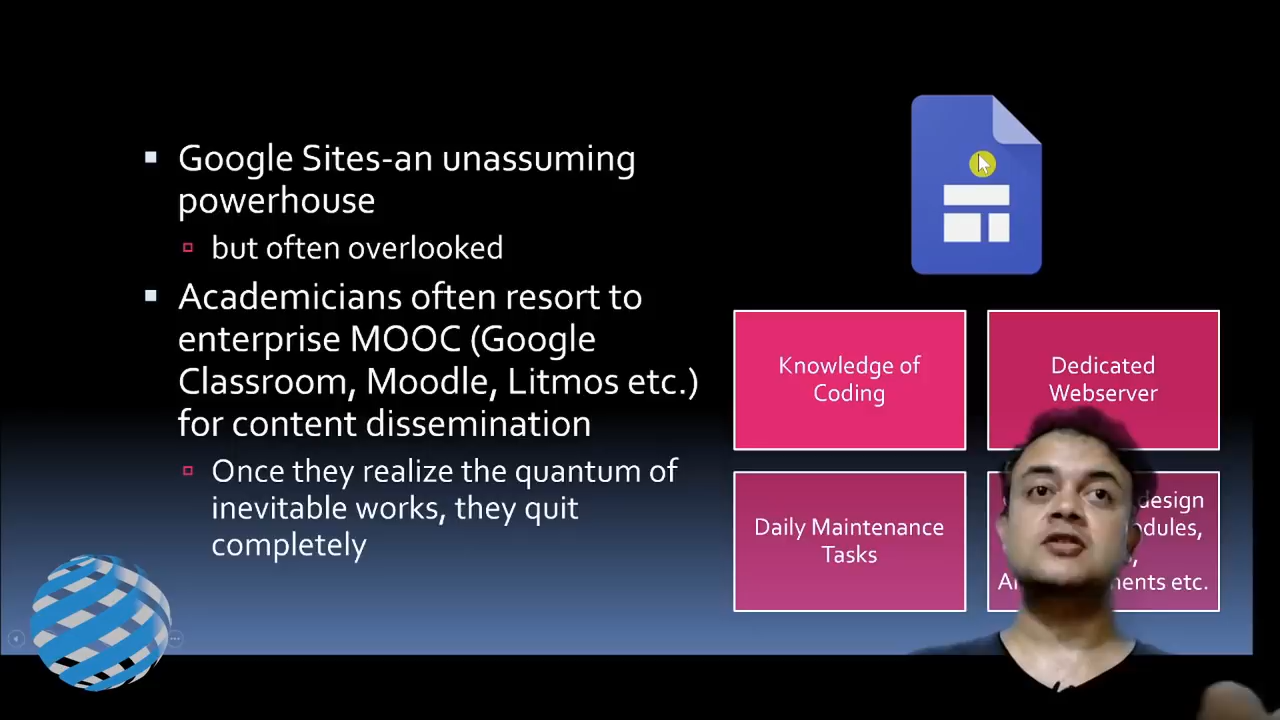 Google Sites-an unassuming
powerhouse
but often overlooked
Academicians often resort to
enterprise MOOC (Google
Classroom, Moodle, Litmos etc.)
for content dissemination
Once they realize the quantum of
inevitable works, they quit
completely
Knowledge of
Coding
Dedicated
Webserver
Daily Maintenance
Tasks
design
etc.